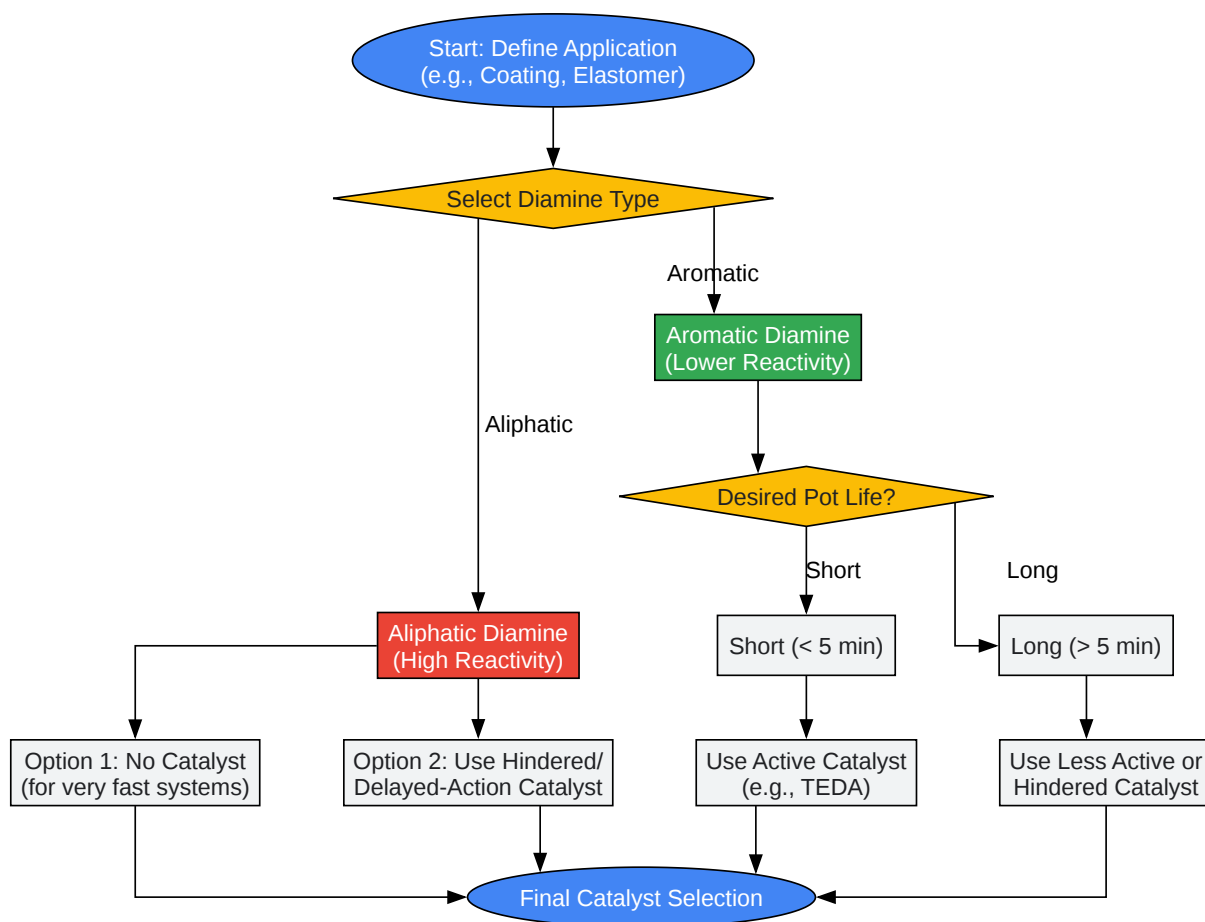 Start: Define Application
(e.g., Coating, Elastomer)
Select Diamine Type
Aromatic
Aromatic Diamine
(Lower Reactivity)
Aliphatic
Desired Pot Life?
Short
Long
Aliphatic Diamine
(High Reactivity)
Short (< 5 min)
Long (> 5 min)
Option 1: No Catalyst
(for very fast systems)
Option 2: Use Hindered/
Delayed-Action Catalyst
Use Active Catalyst
(e.g., TEDA)
Use Less Active or
Hindered Catalyst
Final Catalyst Selection